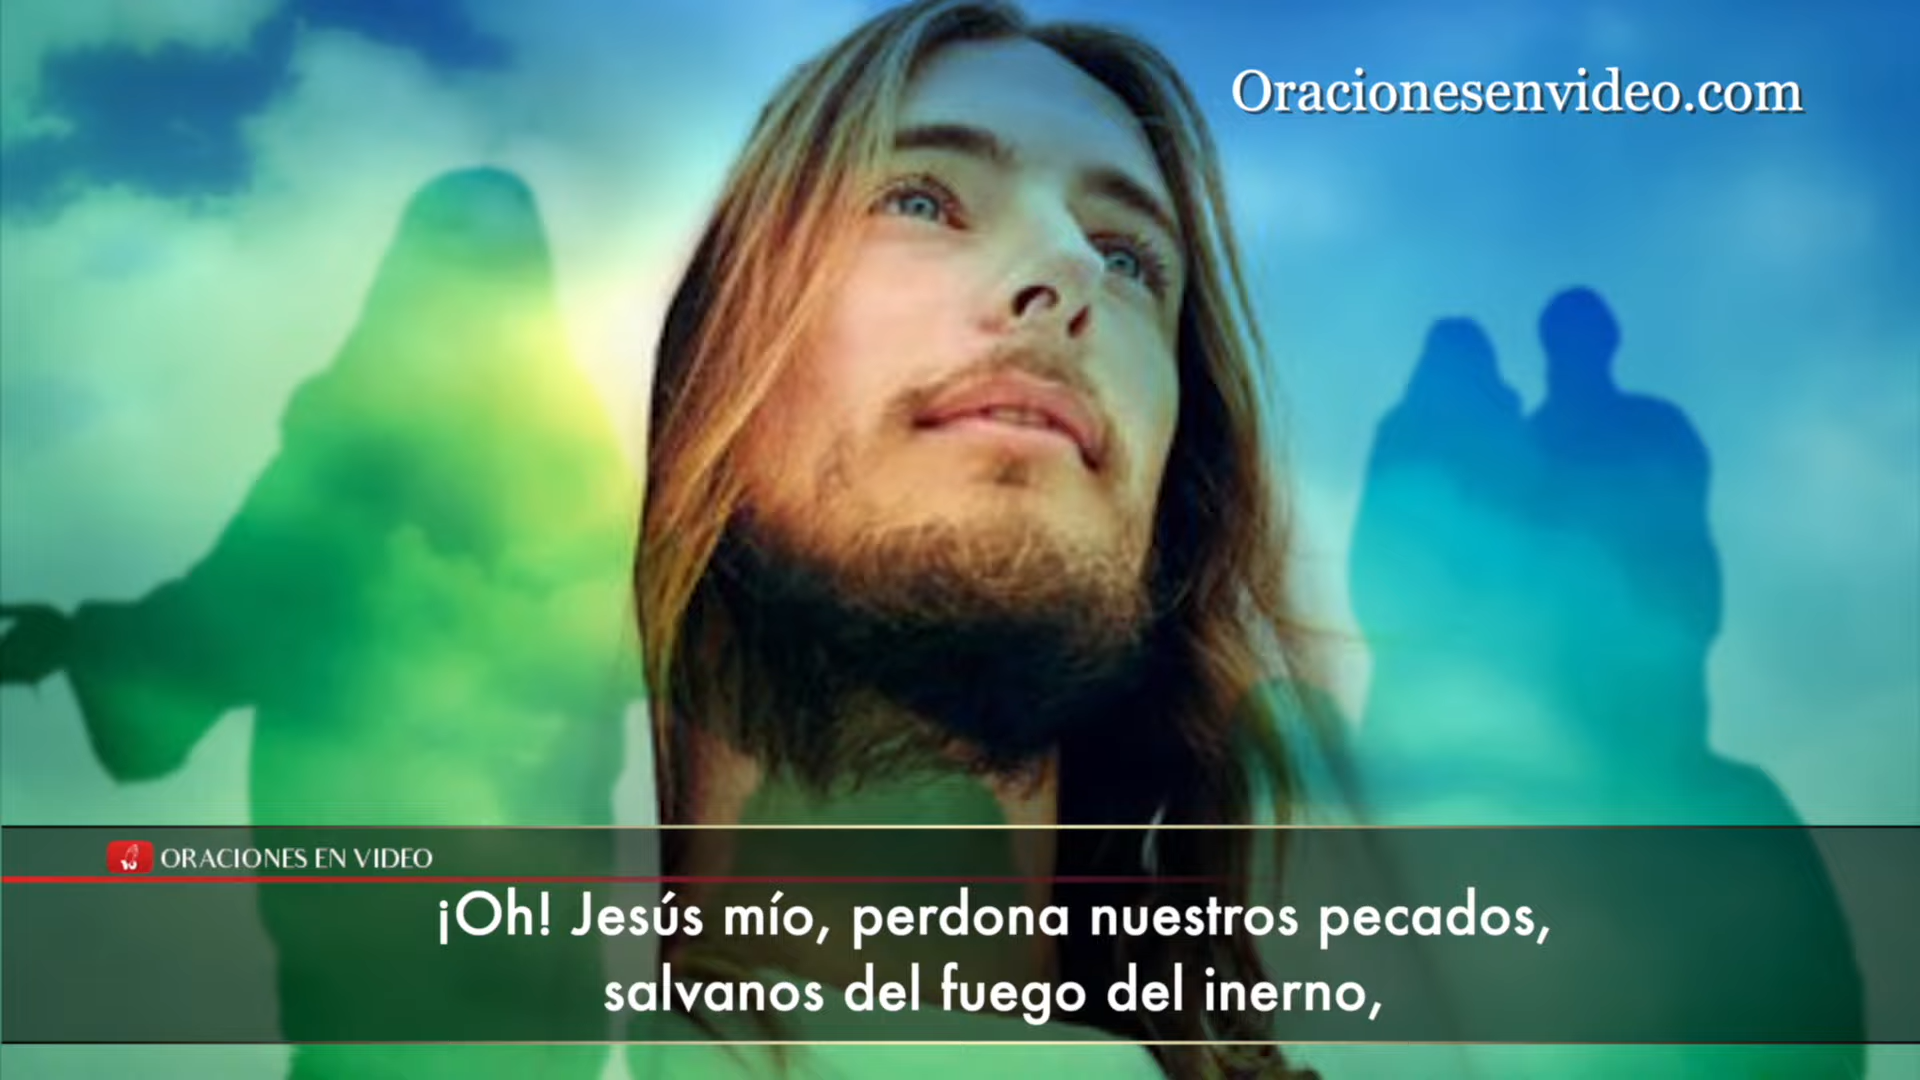 Oracionesenvideo.com
ORACIONES EN VIDEO
¡Oh! Jesús mío, perdona nuestros pecados,
salvanos del fuego del inerno,